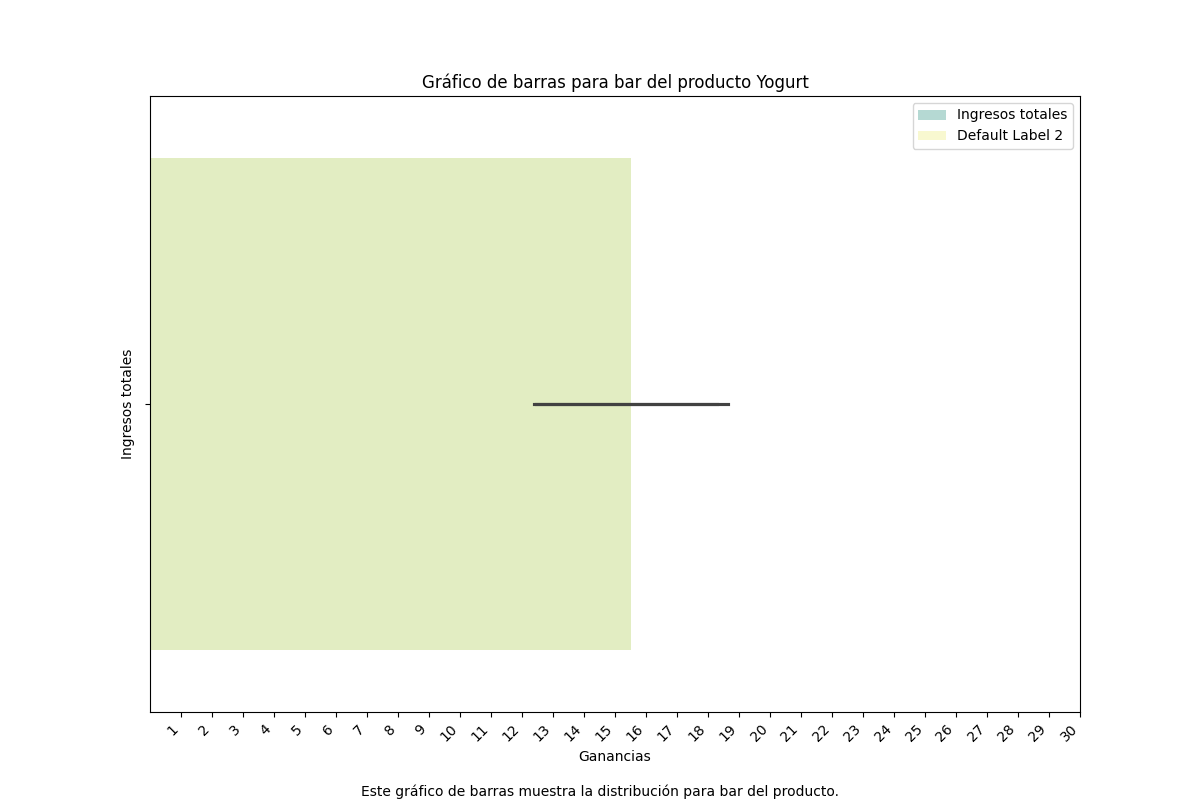 Gráfico de barras para bar del producto Yogurt
Ingresos totales
Default Label 2
Ingresos totales
1 2 3 4 5 6 7 8 9 10 11 12 13 14 15 16 17 18 19 20 21 22 23 24 25 26 27 28 29 30
Ganancias
Este gráfico de barras muestra la distribución para bar del producto.